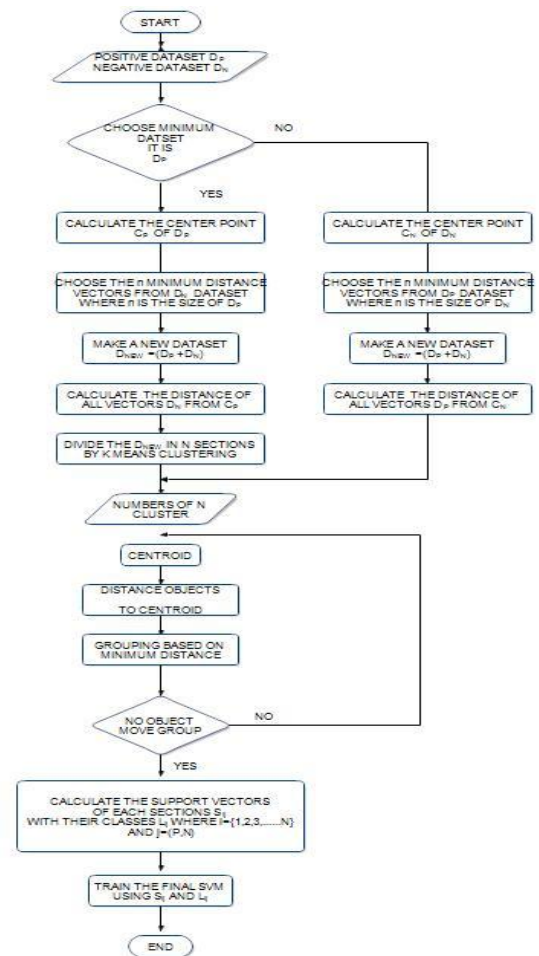 START
POSITIVE DATASET DP
NEGATIVE DATASET DN
CHOOSE MINIMUM
DATSET
IT IS
DP
NO
YES
CALCULATE THE CENTER POINT
CP OF DP
CHOOSE THE n MINIMUM DISTANCE
VECTORS FROM DN DATASET
WHERE n IS THE SIZE OF DP
MAKE A NEW DATASET
DNEW =(DP +DN)
CALCULATE THE DISTANCE OF
ALL VECTORS DN FROM CP
DIVIDE THE DNEW IN N SECTIONS
BY K MEANS CLUSTERING
CALCULATE THE CENTER POINT
CN OF DN
CHOOSE THE n MINIMUM DISTANCE
VECTORS FROM DP DATASET
WHERE n IS THE SIZE OF DN
MAKE A NEW DATASET
DNEW =(DP +DN)
CALCULATE THE DISTANCE OF
ALL VECTORS DP FROM CN
NUMBERS OF N
CLUSTER
CENTROID
DISTANCE OBJECTS
TO CENTROID
GROUPING BASED ON
MINIMUM DISTANCE
NO OBJECT
MOVE GROUP
NO
YES
CALCULATE THE SUPPORT VECTORS
OF EACH SECTIONS Sij
WITH THEIR CLASSES Lij WHERE i={1,2,3,.....N}
AND j=(P,N)
TRAIN THE FINAL SVM
USING Sij AND Lij
END